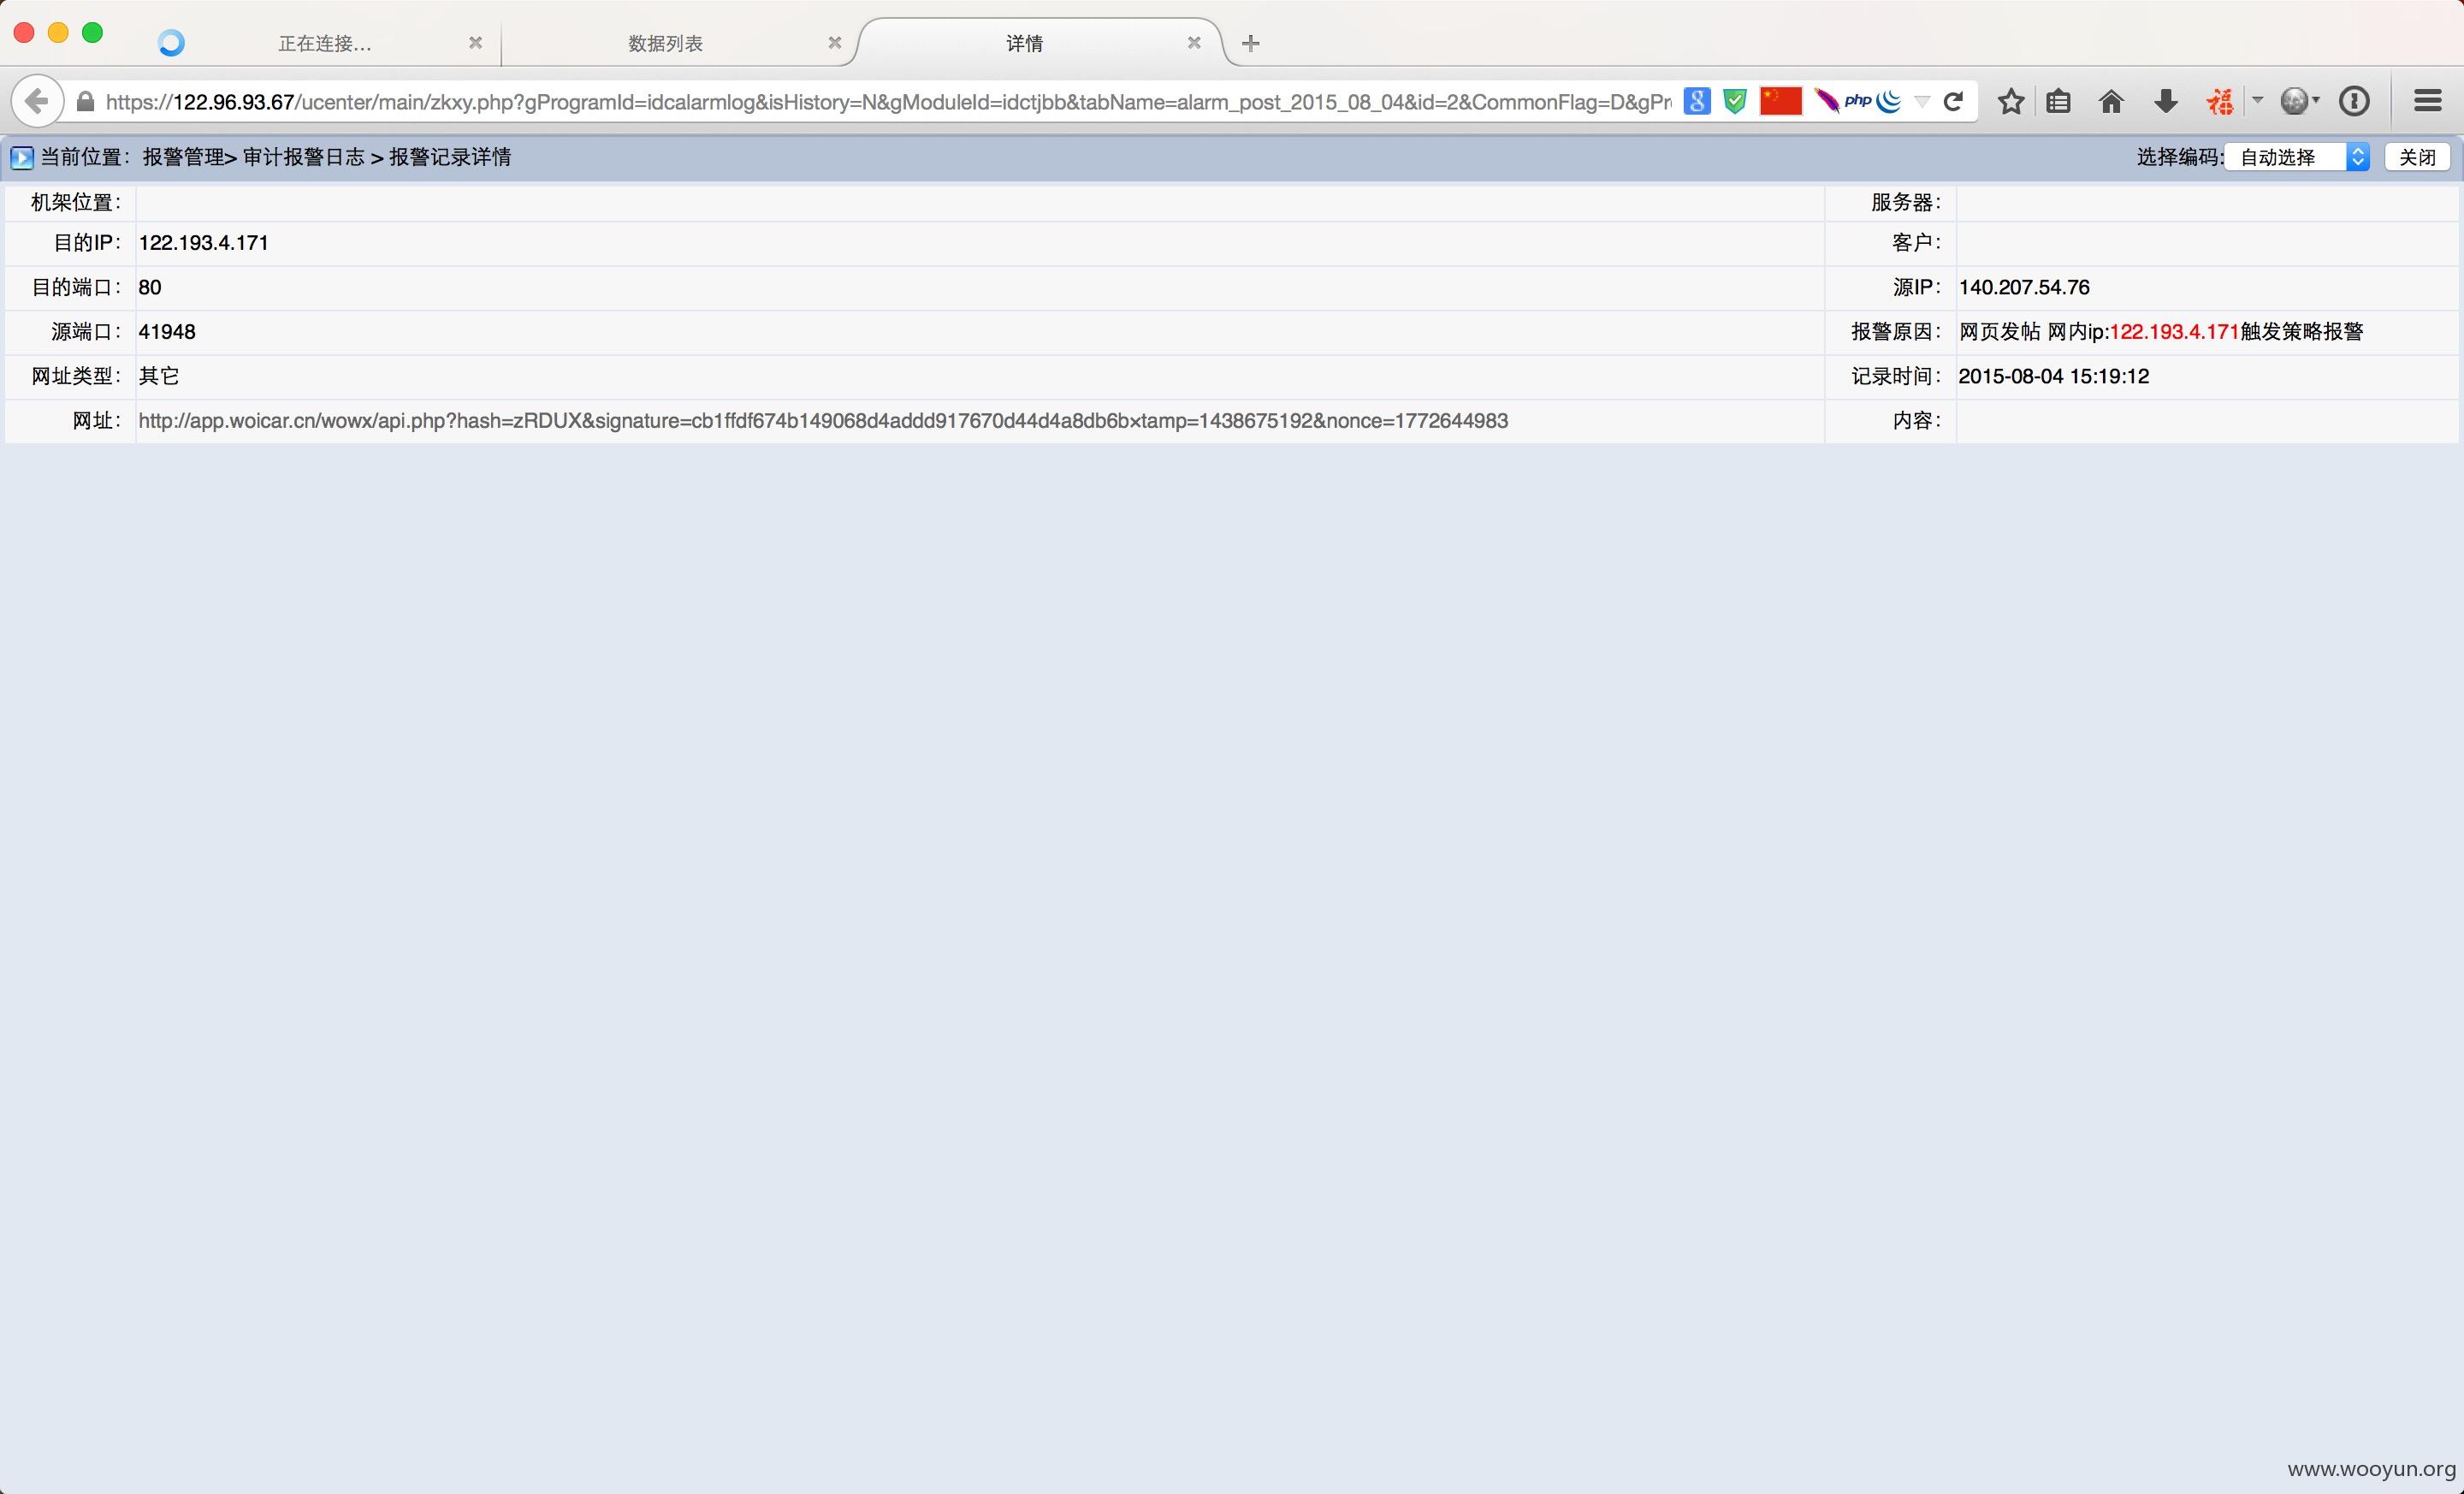 正在连接...
数据列表
详情
https://122.96.93.67/ucenter/main/zkxy.php?gProgramId=idcalarmlog&isHistory=N&gModuleId=idctjbb&tabName=alarm_post_2015_08_04&id=2&CommonFlag=D&gPr
php
福
当前位置：报警管理> 审计报警日志 > 报警记录详情
选择编码:自动选择 关闭
机架位置： 服务器：
目的IP：122.193.4.171 客户：
目的端口：80 源IP：140.207.54.76
源端口：41948 报警原因：网页发帖 网内ip:122.193.4.171触发策略报警
网址类型：其它 记录时间：2015-08-04 15:19:12
网址：http://app.woicar.cn/wowx/api.php?hash=zRDUX&signature=cb1ffdf674b149068d4addd917670d44d4a8db6b×tamp=1438675192&nonce=1772644983 内容：
www.wooyun.org